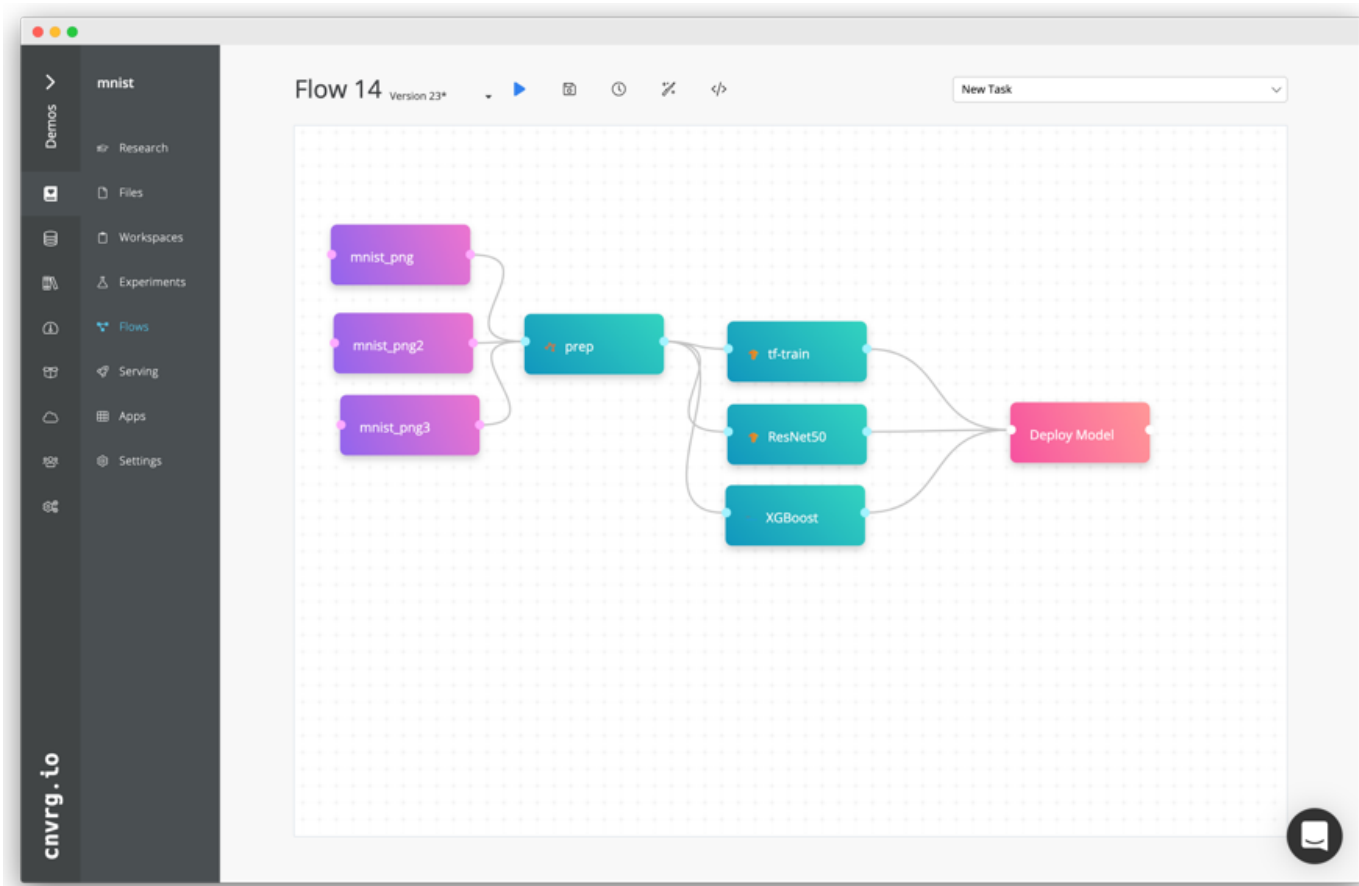 Demos
cnvrg.io
mnist
Research
Files
Workspaces
Experiments
Flows
Serving
Apps
Settings
Flow 14 Version 23*
New Task
mnist_png
mnist_png2
mnist_png3
prep
tf-train
ResNet50
XGBoost
Deploy Model